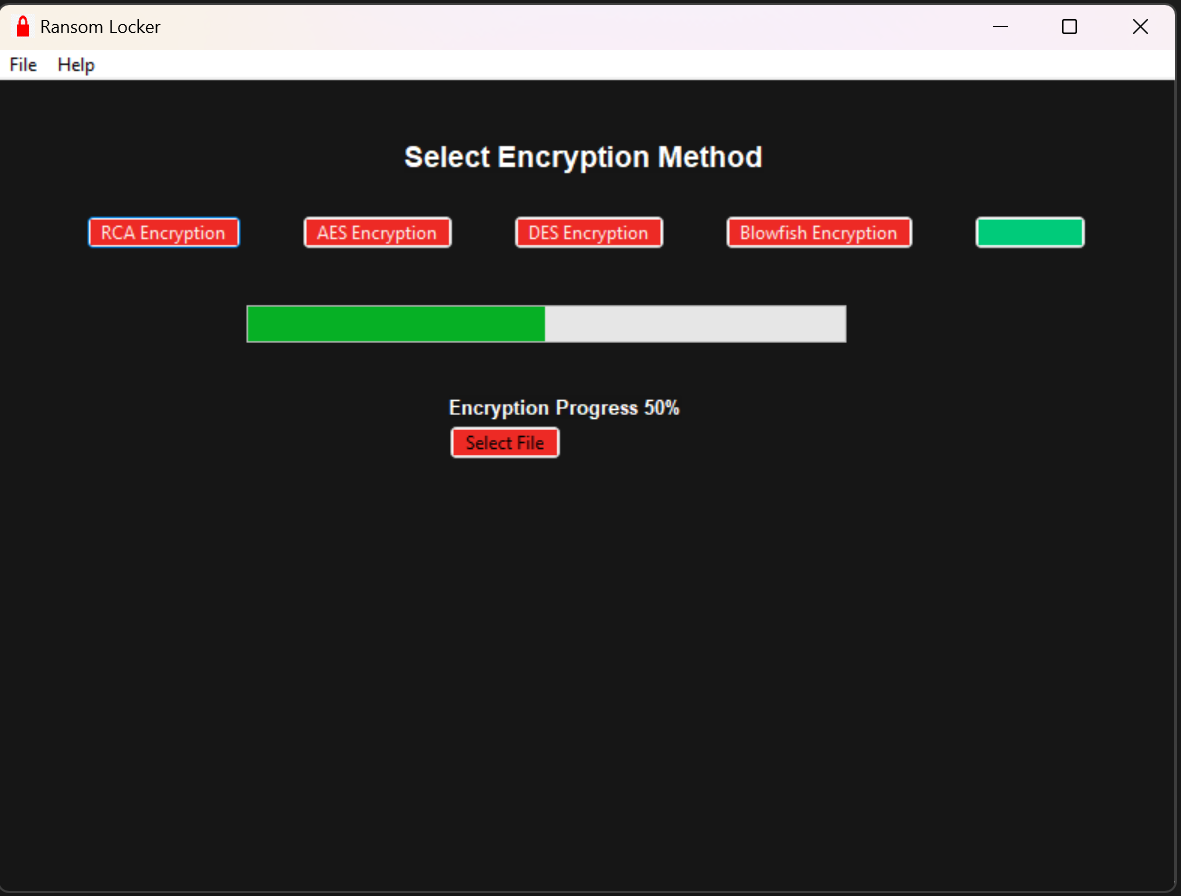 Ransom Locker
File Help
Select Encryption Method
RCA Encryption AES Encryption DES Encryption Blowfish Encryption
Encryption Progress 50%
Select File